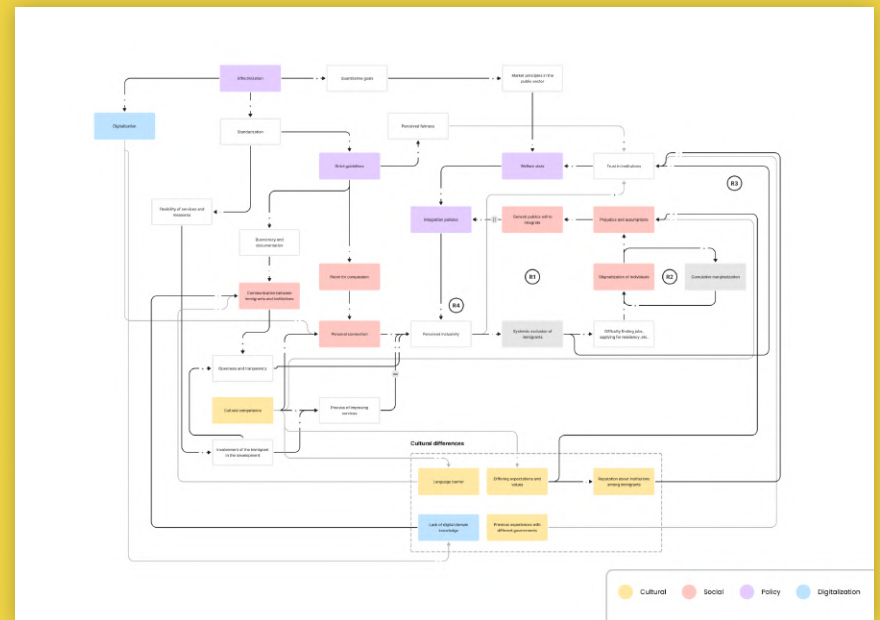 Effectivization
Quantitative goals
Market principles in the
public sector
Digitalization
Standardization
Perceived fairness
Strict guidelines
Welfare state
Trust in institutions
R3
Flexibility of services and
measures
Integration policies
General publics will to
integrate
Prejudice and assumptions
Bureaucracy and
documentation
Room for compassion
R1
Stigmatization of individuals
R2
Cumulative marginalization
Communication between
immigrants and institutions
R4
Personal connection
Perceived inclusivity
Systemic exclusion of
immigrants
Difficulty finding jobs,
applying for residency, etc.
Openness and transparency
Cultural competence
Process of improving
services
Involvement of the immigrant
in the development
Cultural differences
Language barrier
Differing expectations and
values
Reputation about institutions
among immigrants
Lack of digital domain
knowledge
Previous experiences with
different governments
Cultural
Social
Policy
Digitalization